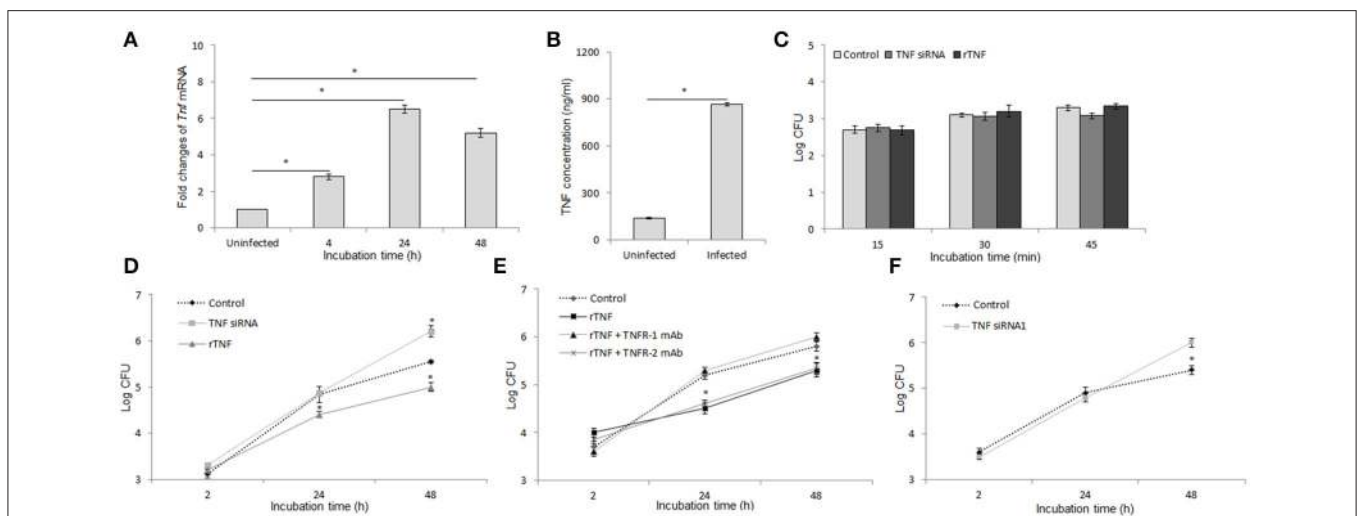 A
Fold changes of Tnf mRNA
10
8
6
4
2
0
*
*
*
Uninfected 4 24 48
Incubation time (h)
B
TNF concentration (ng/ml)
1200
900
600
300
0
*
Uninfected Infected
C
Log CFU
5
4
3
2
1
0
Control TNF siRNA rTNF
15 30 45
Incubation time (min)
D
Log CFU
7
6
5
4
3
Control
TNF siRNA
rTNF
*
*
*
2 24 48
Incubation time (h)
E
Log CFU
7
6
5
4
3
Control
rTNF
rTNF + TNFR-1 mAb
rTNF + TNFR-2 mAb
*
*
2 24 48
Incubation time (h)
F
Log CFU
7
6
5
4
3
Control
TNF siRNA1
*
2 24 48
Incubation time (h)